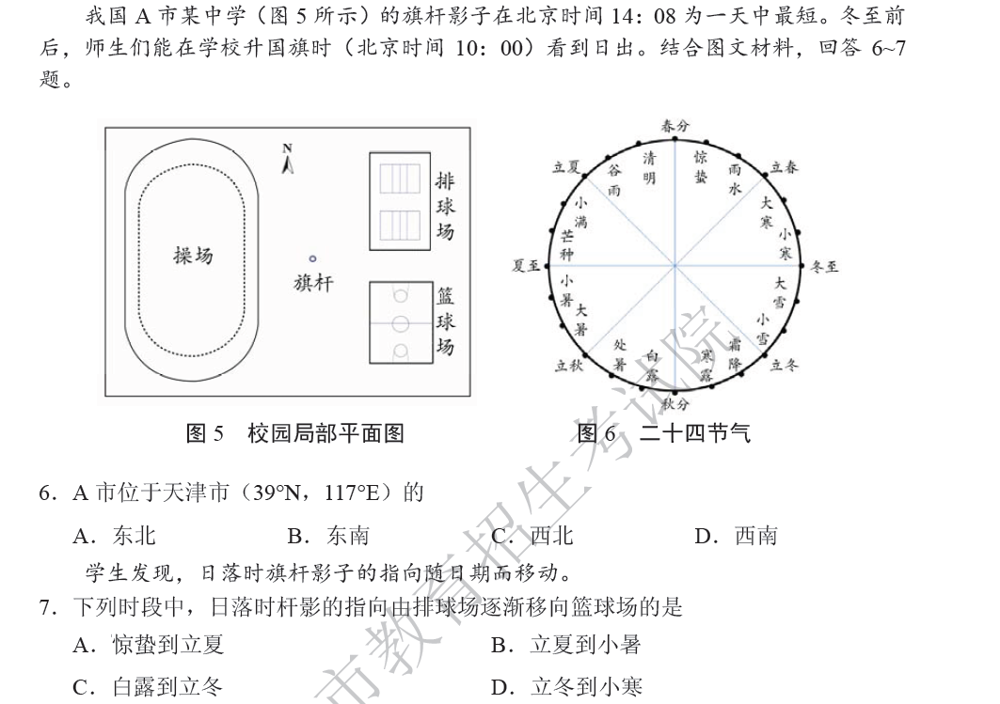 我国 A 市某中学（图 5 所示）的旗杆影子在北京时间 14：08 为一天中最短。冬至前
后，师生们能在学校升国旗时（北京时间 10：00）看到日出。结合图文材料，回答 6~7
题。
N
操场
排球场
旗杆
篮球场
图 5 校园局部平面图
春分
惊蛰
雨水
立春
大寒
小寒
冬至
大雪
小雪
立冬
霜降
寒露
秋分
白露
处暑
立秋
大暑
小暑
夏至
芒种
小满
立夏
谷雨
清明
图 6 二十四节气
6．A 市位于天津市（39°N，117°E）的
A．东北 B．东南 C．西北 D．西南
学生发现，日落时旗杆影子的指向随日期而移动。
7．下列时段中，日落时杆影的指向由排球场逐渐移向篮球场的是
A．惊蛰到立夏 B．立夏到小暑
C．白露到立冬 D．立冬到小寒
市教育招生考试院